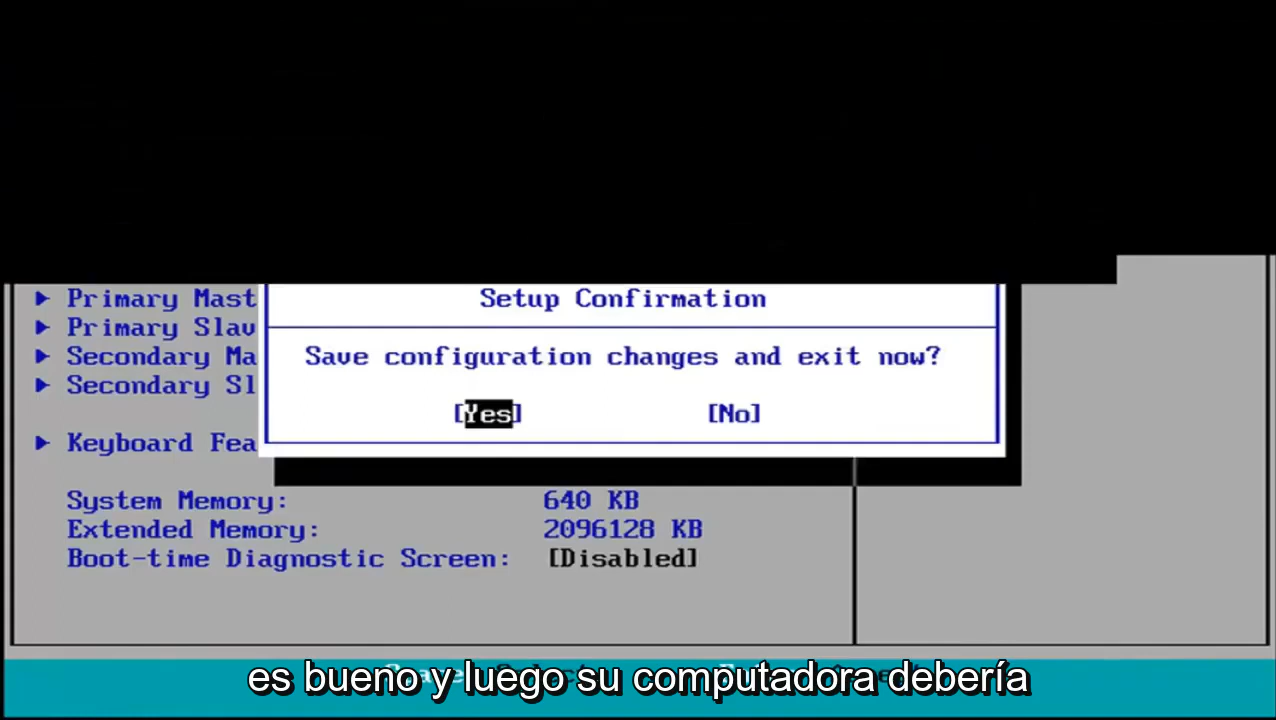 Setup Confirmation
Save configuration changes and exit now?
[Yes] [No]
▶ Primary Mast
▶ Primary Slav
▶ Secondary Ma
▶ Secondary Sl
▶ Keyboard Fea
System Memory: 640 KB
Extended Memory: 2096128 KB
Boot-time Diagnostic Screen: [Disabled]
es bueno y luego su computadora debería